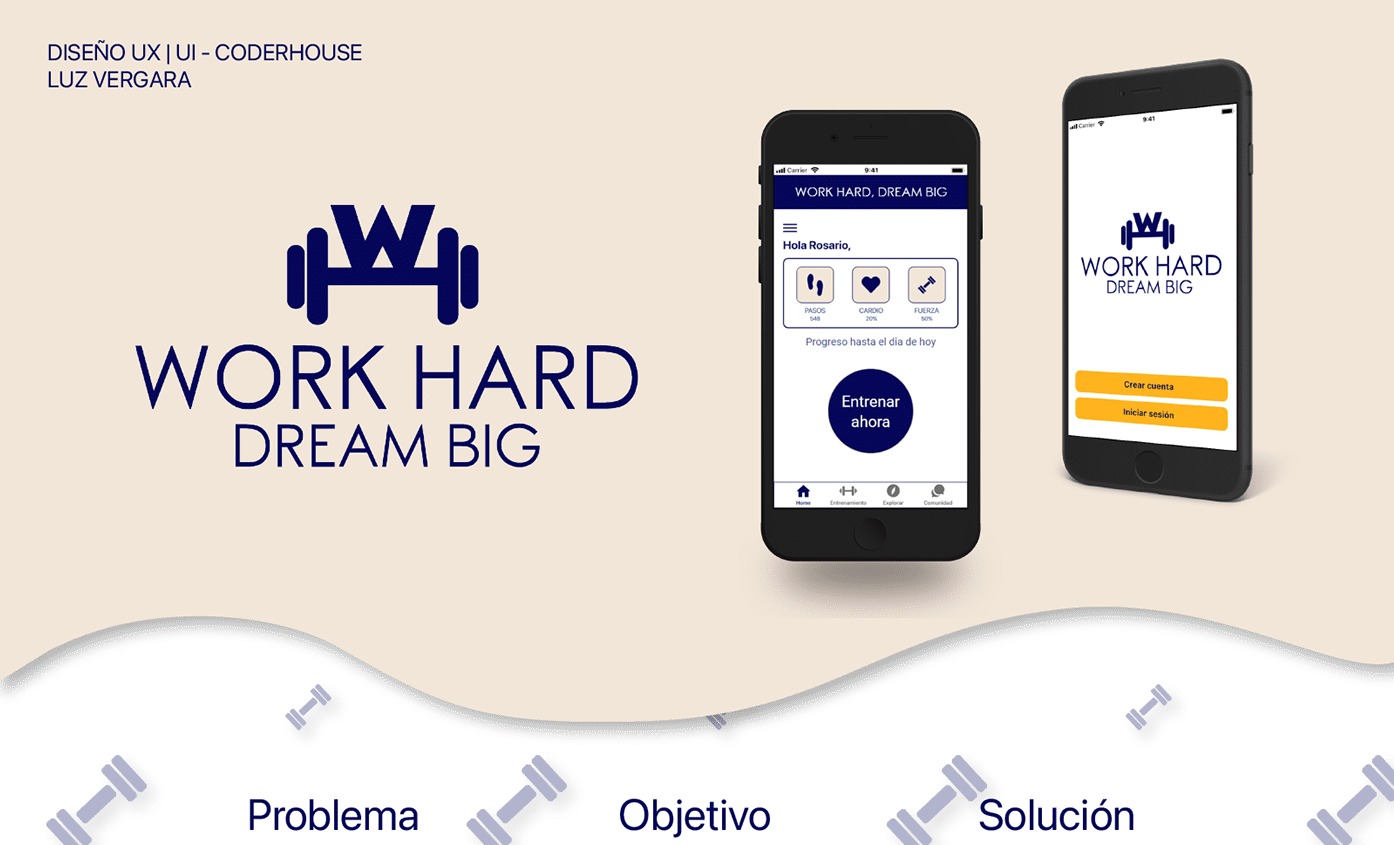 DISEÑO UX | UI - CODERHOUSE
LUZ VERGARA
W
WORK HARD
DREAM BIG
Carrier
9:41
WORK HARD, DREAM BIG
Hola Rosario,
PASOS
548
CARDIO
20%
FUERZA
50%
Progreso hasta el día de hoy
Entrenar
ahora
Home
Entrenamiento
Explorar
Comunidad
Carrier
9:41
W
WORK HARD
DREAM BIG
Crear cuenta
Iniciar sesión
Problema
Objetivo
Solución